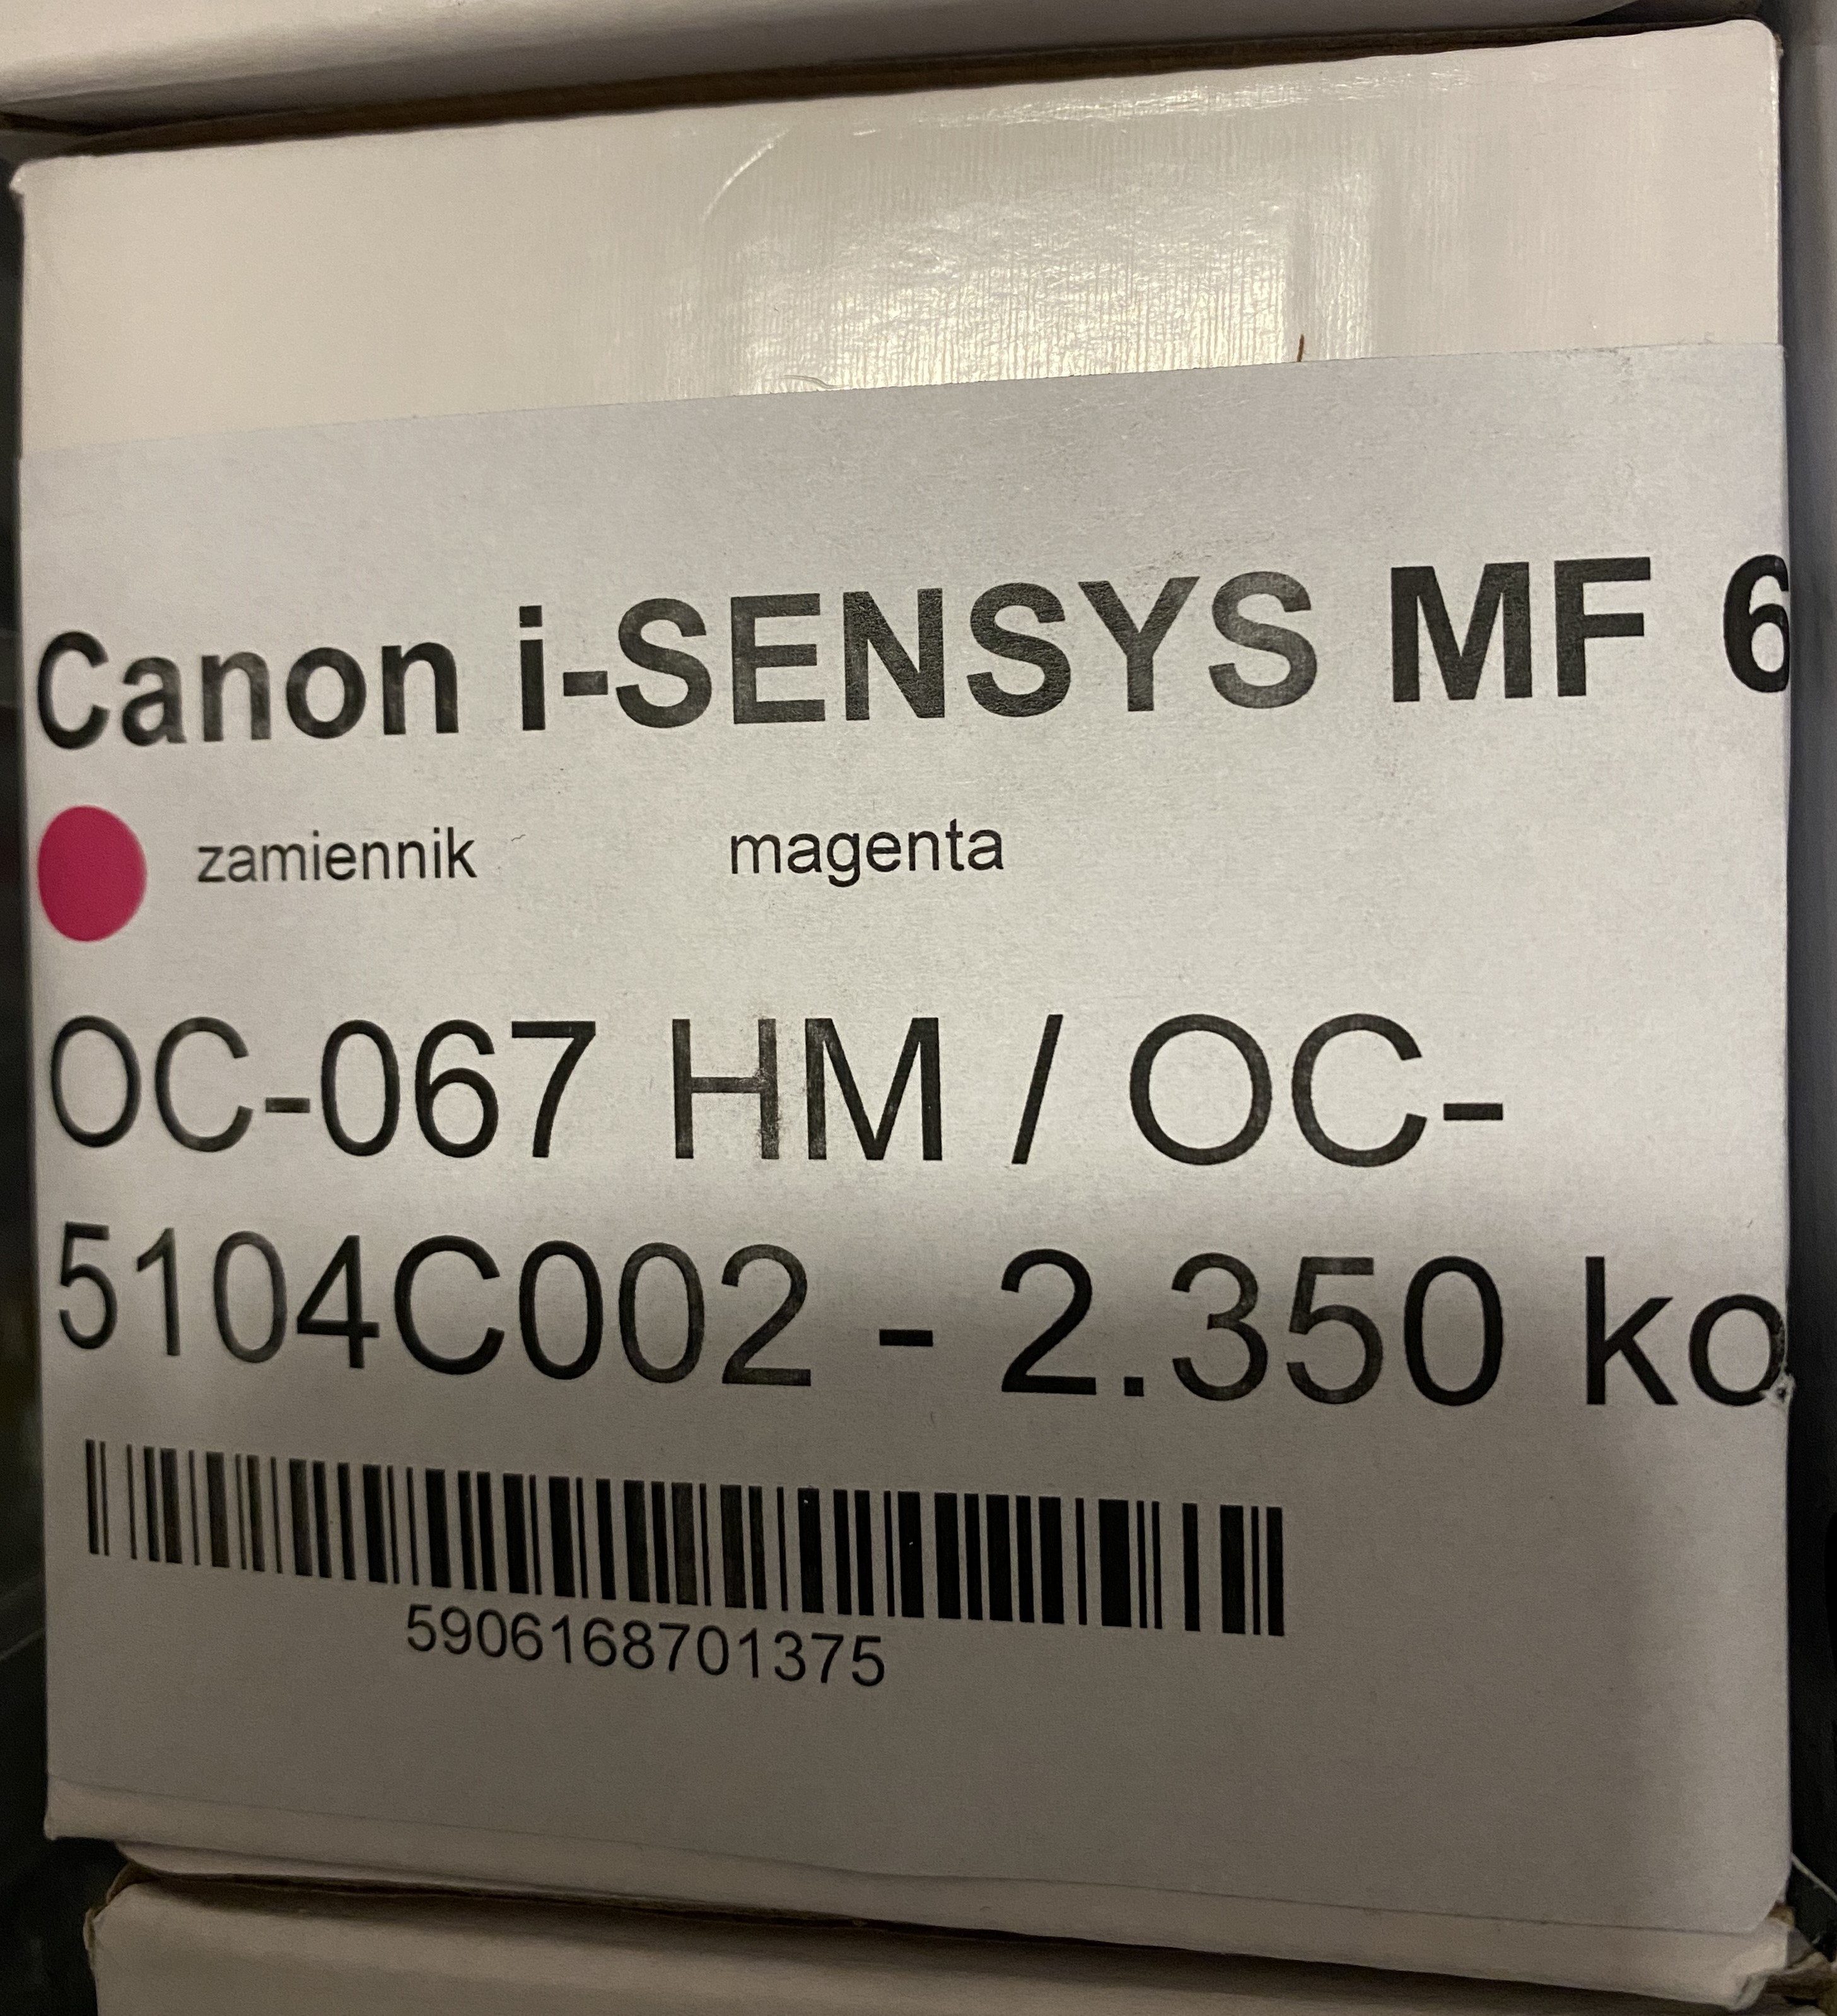 Canon i-SENSYS MF 6
zamiennik magenta
OC-067 HM / OC-
5104C002 - 2.350 ko
5906168701375